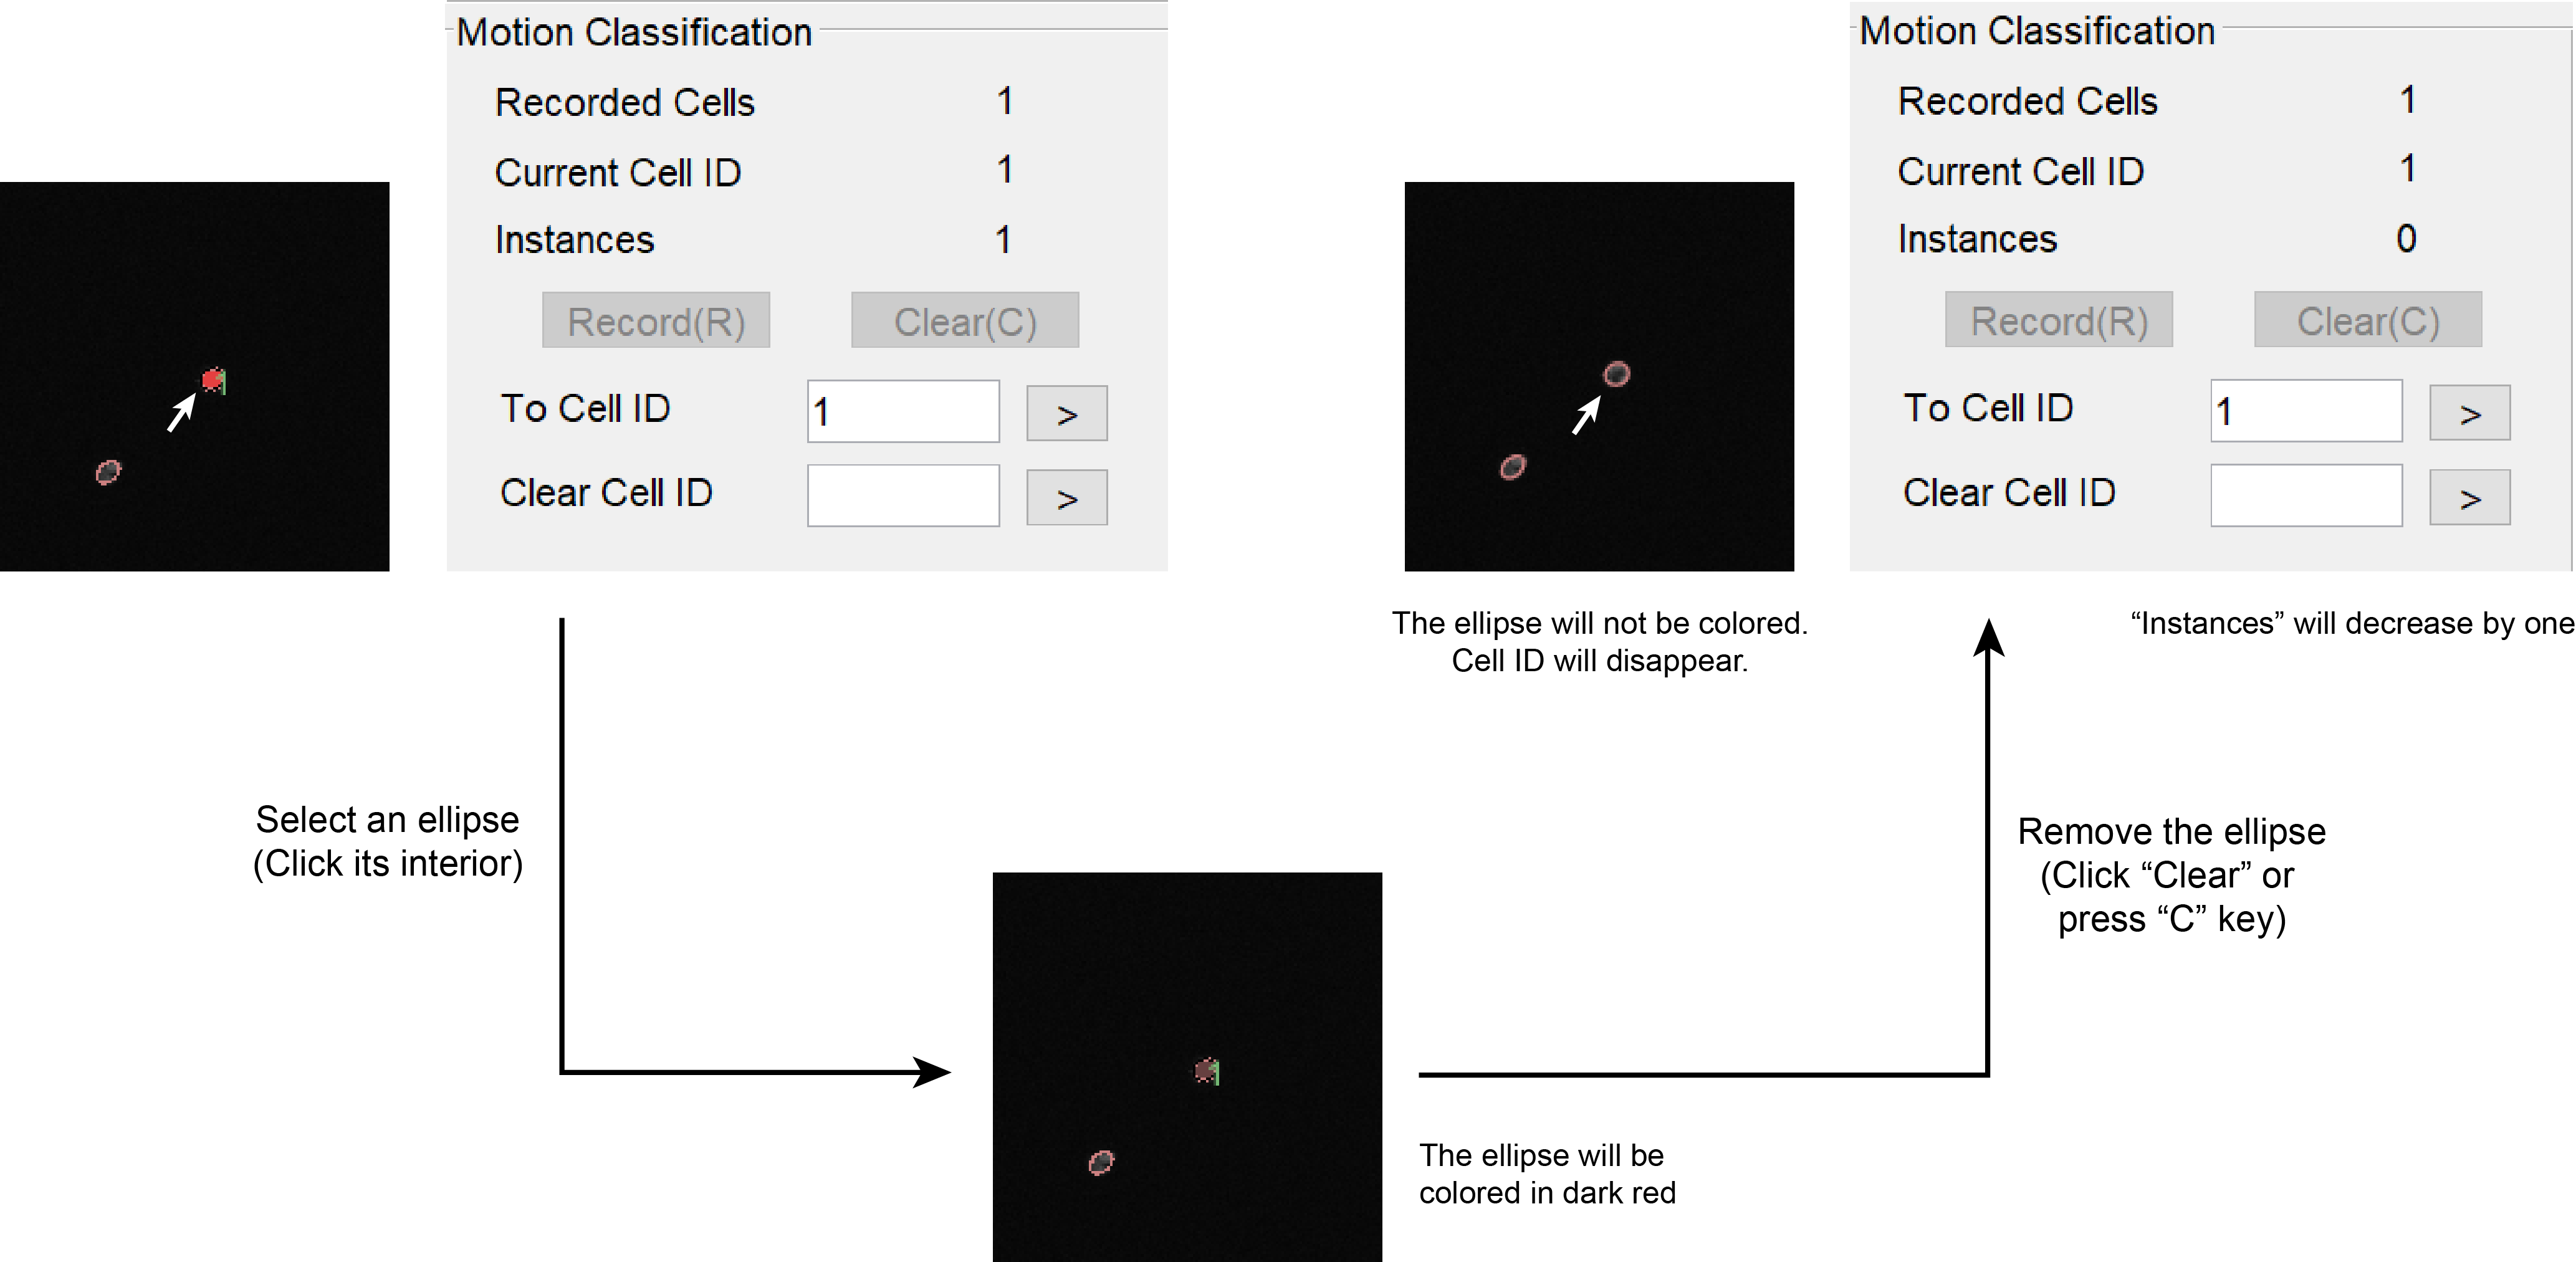 Motion Classification
Recorded Cells 1
Current Cell ID 1
Instances 1
Record(R) Clear(C)
To Cell ID 1 >
Clear Cell ID >
1
Motion Classification
Recorded Cells 1
Current Cell ID 1
Instances 0
Record(R) Clear(C)
To Cell ID 1 >
Clear Cell ID >
The ellipse will not be colored.
Cell ID will disappear.
“Instances” will decrease by one
Select an ellipse
(Click its interior)
Remove the ellipse
(Click “Clear” or
press “C” key)
1
The ellipse will be
colored in dark red